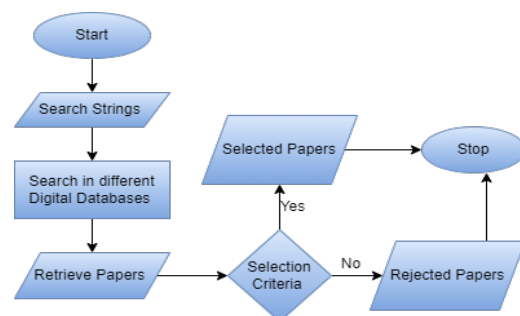 Start
Search Strings
Search in different
Digital Databases
Retrieve Papers
Selection
Criteria
Yes
Selected Papers
No
Rejected Papers
Stop